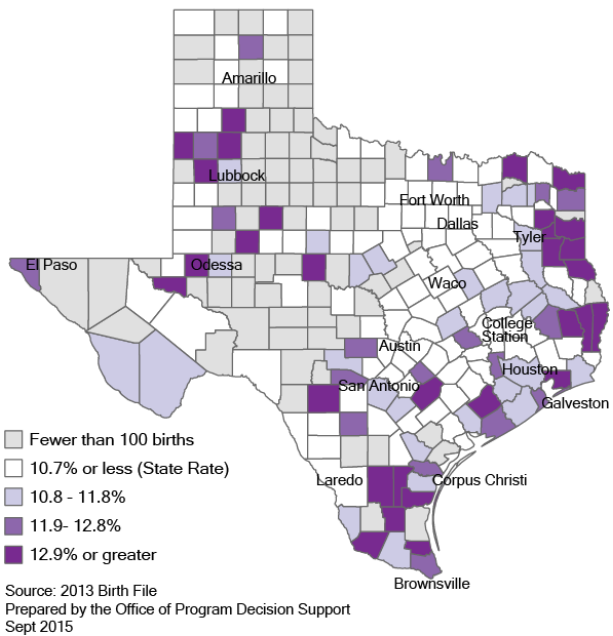 Amarillo
Lubbock
Fort Worth
Dallas
Tyler
El Paso
Odessa
Waco
College
Station
Austin
Houston
San Antonio
Galveston
Laredo
Corpus Christi
Brownsville
Fewer than 100 births
10.7% or less (State Rate)
10.8 - 11.8%
11.9- 12.8%
12.9% or greater
Source: 2013 Birth File
Prepared by the Office of Program Decision Support
Sept 2015